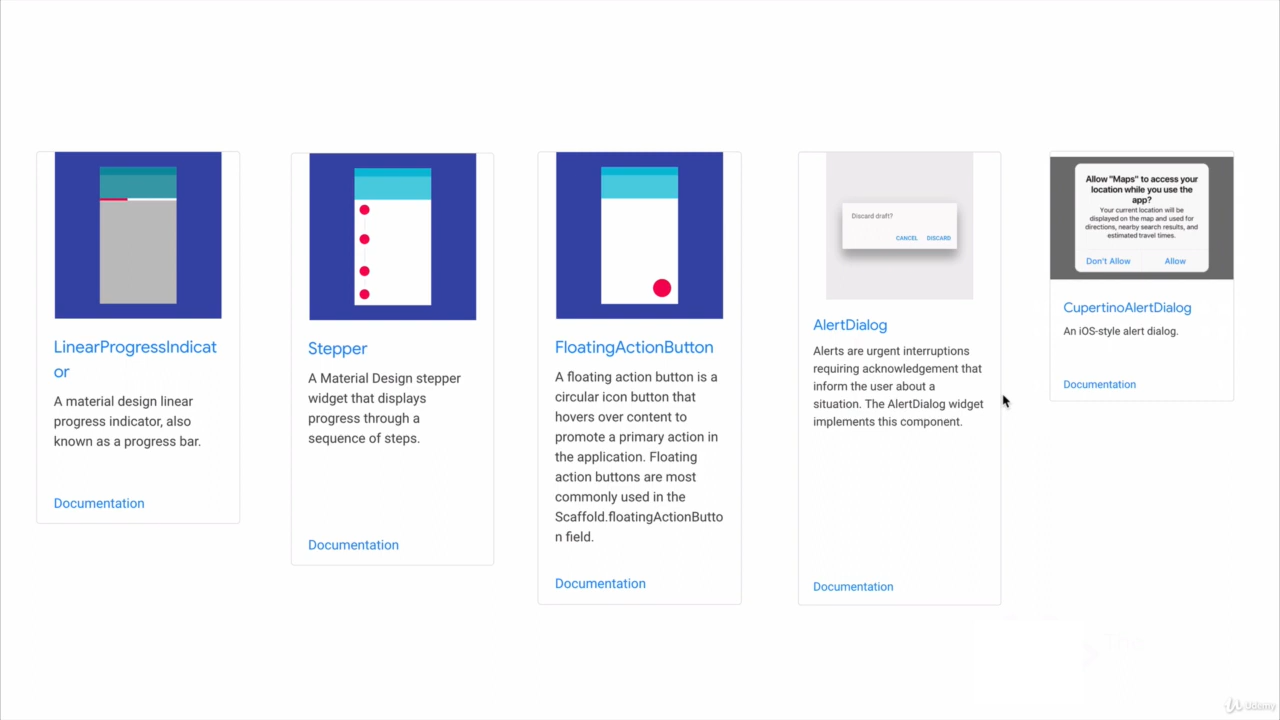 LinearProgressIndicat
or
A material design linear
progress indicator, also
known as a progress bar.
Documentation
Stepper
A Material Design stepper
widget that displays
progress through a
sequence of steps.
Documentation
FloatingActionButton
A floating action button is a
circular icon button that
hovers over content to
promote a primary action in
the application. Floating
action buttons are most
commonly used in the
Scaffold.floatingActionButto
n field.
Documentation
Discard draft?
CANCEL DISCARD
AlertDialog
Alerts are urgent interruptions
requiring acknowledgement that
inform the user about a
situation. The AlertDialog widget
implements this component.
Documentation
Allow "Maps" to access your
location while you use the
app?
Your current location will be
displayed on the map and used for
directions, nearby search results, and
estimated travel times.
Don't Allow Allow
CupertinoAlertDialog
An iOS-style alert dialog.
Documentation
Udemy